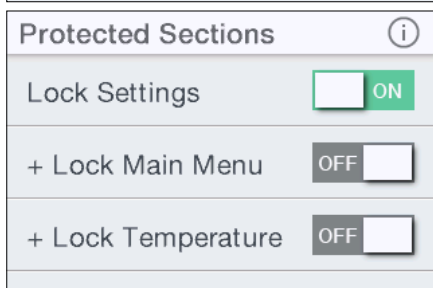 Protected Sections
Lock Settings ON
+ Lock Main Menu OFF
+ Lock Temperature OFF